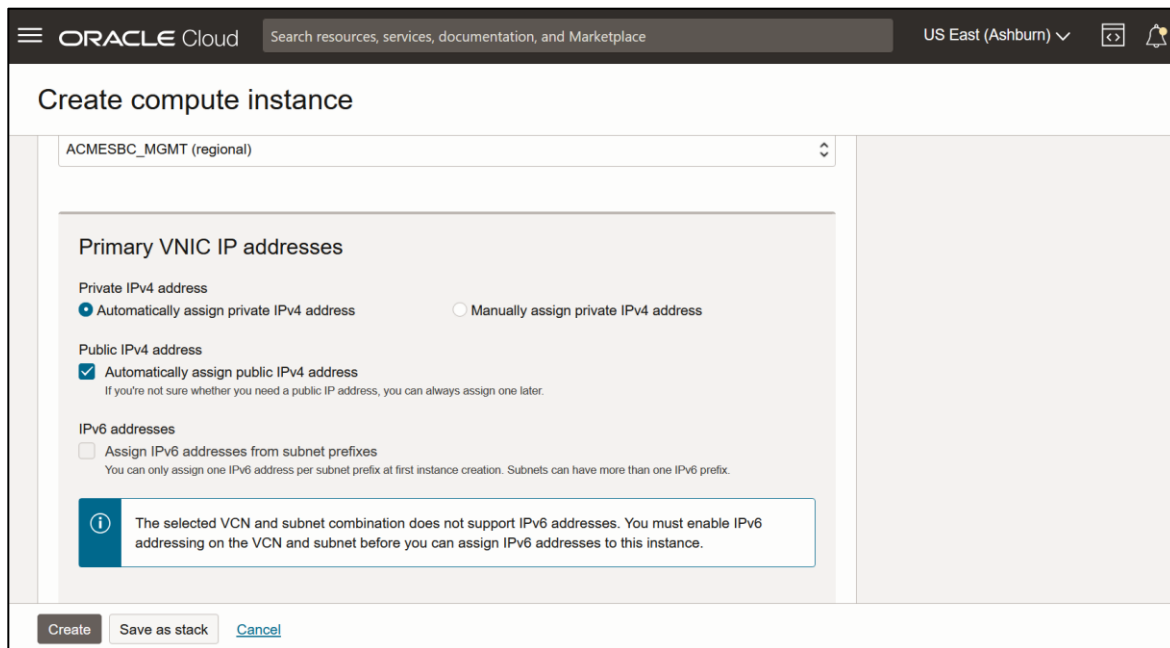 ORACLE Cloud
Search resources, services, documentation, and Marketplace
US East (Ashburn)
Create compute instance
ACMESBC_MGMT (regional)
Primary VNIC IP addresses
Private IPv4 address
Automatically assign private IPv4 address
Manually assign private IPv4 address
Public IPv4 address
Automatically assign public IPv4 address
If you're not sure whether you need a public IP address, you can always assign one later.
IPv6 addresses
Assign IPv6 addresses from subnet prefixes
You can only assign one IPv6 address per subnet prefix at first instance creation. Subnets can have more than one IPv6 prefix.
The selected VCN and subnet combination does not support IPv6 addresses. You must enable IPv6
addressing on the VCN and subnet before you can assign IPv6 addresses to this instance.
Create
Save as stack
Cancel